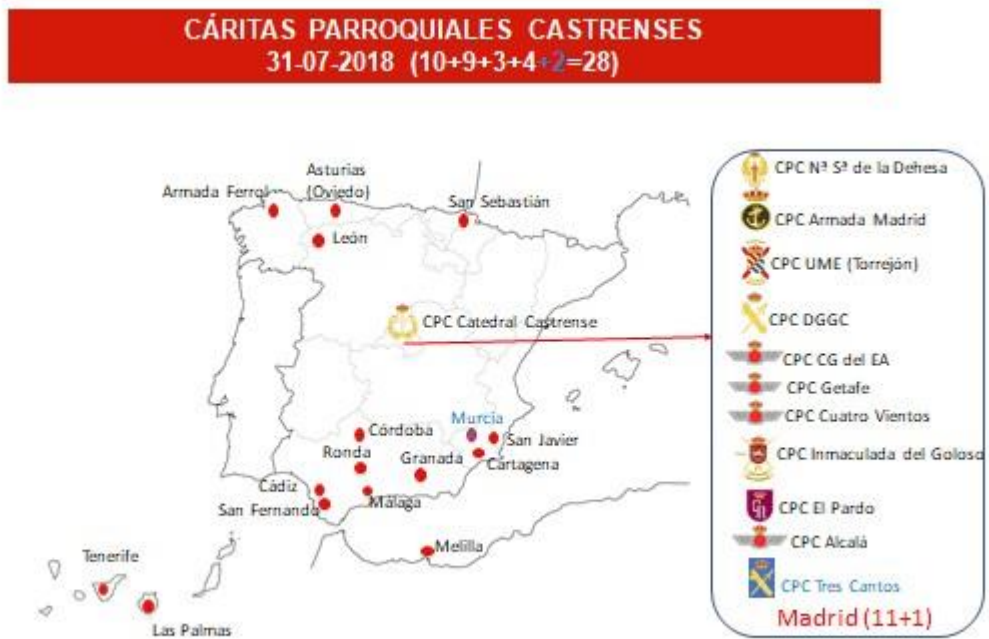 CÁRITAS PARROQUIALES CASTRENSES
31-07-2018 (10+9+3+4+2=28)
Asturias
(Oviedo)
Armada Ferrol
San Sebastián
León
CPC Catedral Castrense
Murcia
Córdoba
San Javier
Ronda
Granada
Cartagena
Cádiz
Málaga
San Fernando
Melilla
Tenerife
Las Palmas
CPC Nª Sª de la Dehesa
CPC Armada Madrid
CPC UME (Torrejón)
CPC DGGC
CPC CG del EA
CPC Getafe
CPC Cuatro Vientos
CPC Inmaculada del Goloso
CPC El Pardo
CPC Alcalá
CPC Tres Cantos
Madrid (11+1)